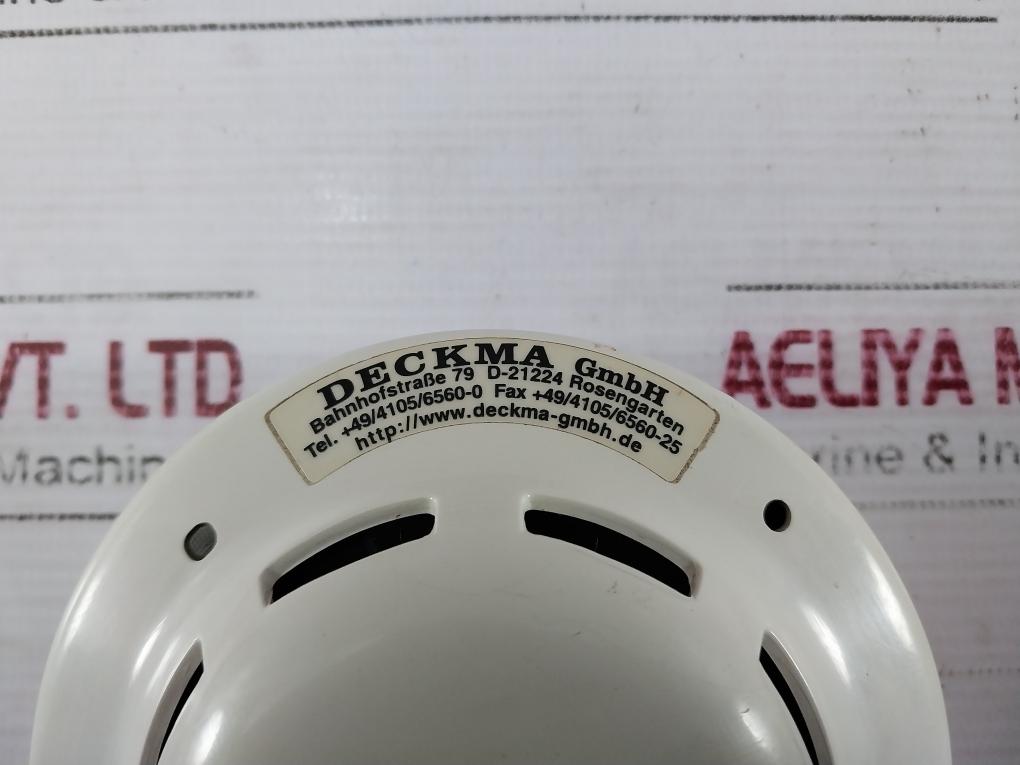 VT. LTD
Machin
AELIYA M
rine & In
DECKMA GmbH
Bahnhofstraße 79 D-21224 Rosengarten
Tel. +49/4105/6560-0 Fax +49/4105/6560-25
http://www.deckma-gmbh.de